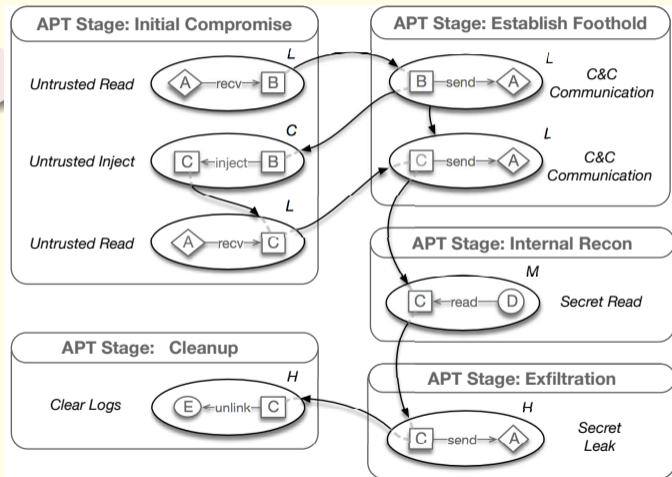 APT Stage: Initial Compromise
L
Untrusted Read
A recv B
C
Untrusted Inject
C inject B
L
Untrusted Read
A recv C
APT Stage: Establish Foothold
L
B send A
C&C
Communication
L
C send A
C&C
Communication
APT Stage: Internal Recon
M
C read D
Secret Read
APT Stage: Exfiltration
H
C send A
Secret
Leak
APT Stage: Cleanup
H
Clear Logs
E unlink C